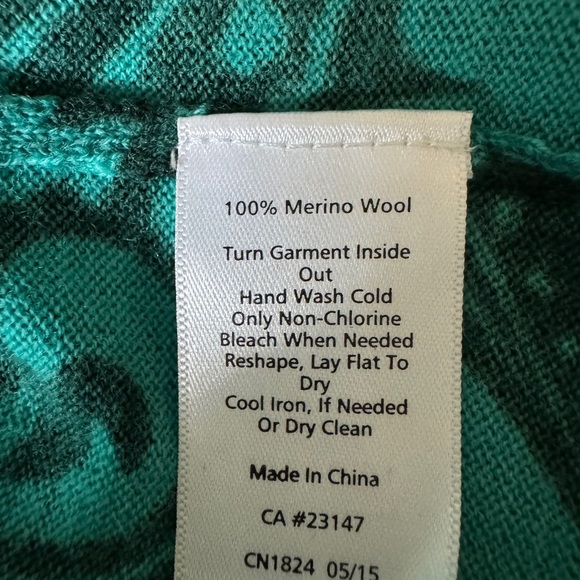 100% Merino Wool
Turn Garment Inside
Out
Hand Wash Cold
Only Non-Chlorine
Bleach When Needed
Reshape, Lay Flat To
Dry
Cool Iron, If Needed
Or Dry Clean
Made In China
CA #23147
CN1824 05/15